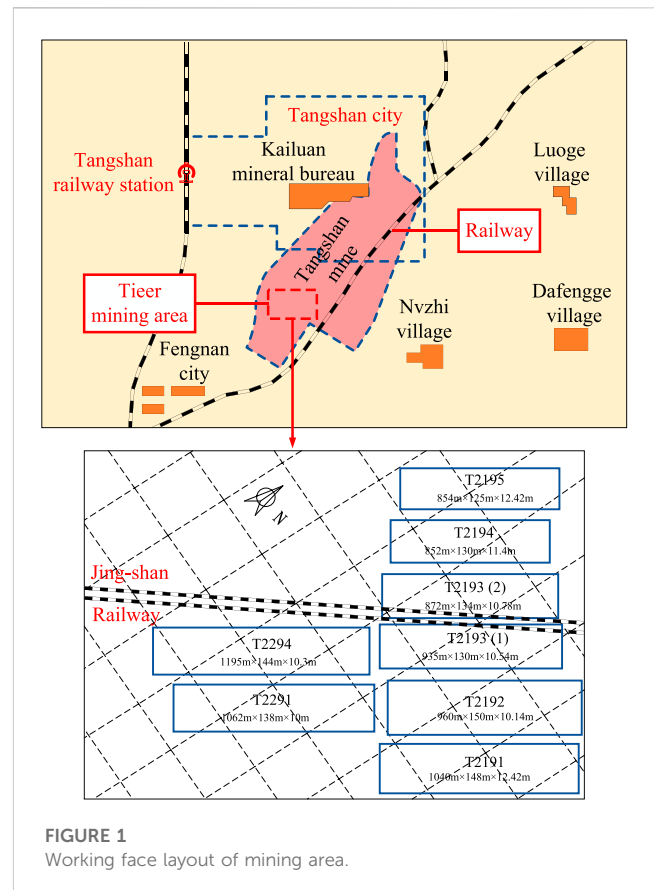 Tangshan city
Kailuan
mineral bureau
Tangshan
railway station
Luoge
village
Railway
Tangshan
mine
Tieer
mining area
Nvzhi
village
Dafengge
village
Fengnan
city
T2195
854m×125m×12.42m
N
T2194
852m×130m×11.4m
Jing-shan
Railway
T2193 (2)
872m×134m×10.78m
T2193 (1)
935m×130m×10.54m
T2294
1195m×144m×10.3m
T2291
1062m×138m×10m
T2192
960m×150m×10.14m
T2191
1040m×148m×12.42m
FIGURE 1
Working face layout of mining area.